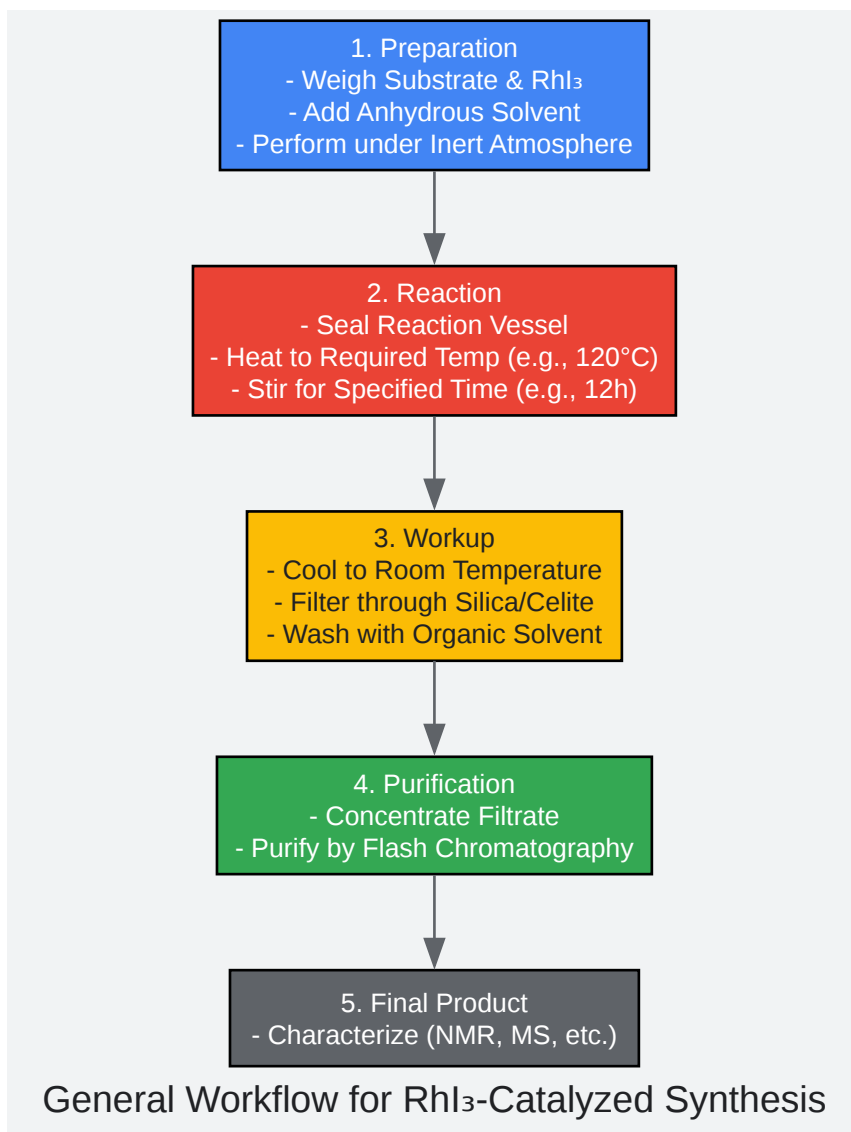 1. Preparation
- Weigh Substrate & RhI₃
- Add Anhydrous Solvent
- Perform under Inert Atmosphere
2. Reaction
- Seal Reaction Vessel
- Heat to Required Temp (e.g., 120°C)
- Stir for Specified Time (e.g., 12h)
3. Workup
- Cool to Room Temperature
- Filter through Silica/Celite
- Wash with Organic Solvent
4. Purification
- Concentrate Filtrate
- Purify by Flash Chromatography
5. Final Product
- Characterize (NMR, MS, etc.)
General Workflow for RhI₃-Catalyzed Synthesis